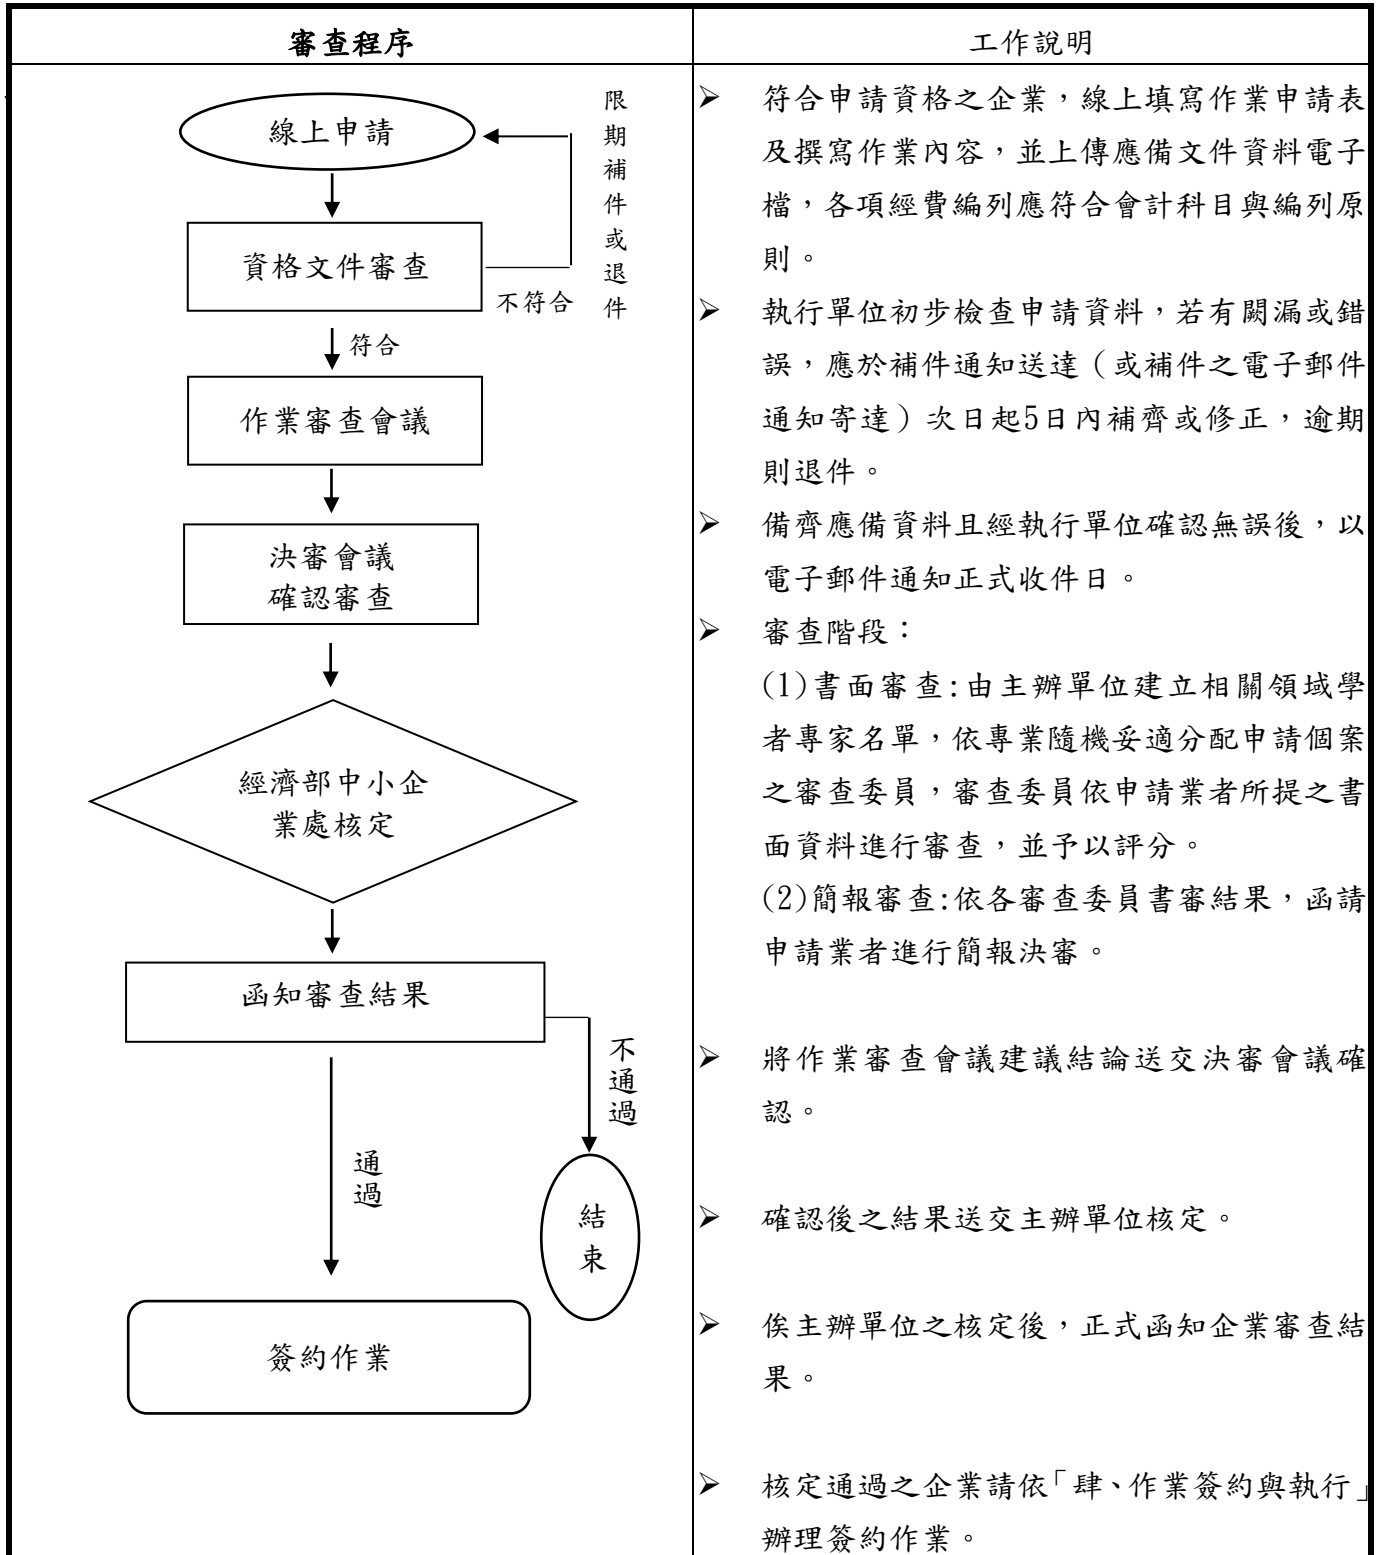 審查程序
工作說明
線上申請
限期補件或退件
資格文件審查
不符合
符合
作業審查會議
決審會議
確認審查
經濟部中小企
業處核定
函知審查結果
不通過
通過
結束
簽約作業
➢ 符合申請資格之企業，線上填寫作業申請表
及撰寫作業內容，並上傳應備文件資料電子
檔，各項經費編列應符合會計科目與編列原
則。
➢ 執行單位初步檢查申請資料，若有闕漏或錯
誤，應於補件通知送達（或補件之電子郵件
通知寄達）次日起5日內補齊或修正，逾期
則退件。
➢ 備齊應備資料且經執行單位確認無誤後，以
電子郵件通知正式收件日。
➢ 審查階段：
(1)書面審查:由主辦單位建立相關領域學
者專家名單，依專業隨機妥適分配申請個案
之審查委員，審查委員依申請業者所提之書
面資料進行審查，並予以評分。
(2)簡報審查:依各審查委員書審結果，函請
申請業者進行簡報決審。
➢ 將作業審查會議建議結論送交決審會議確
認。
➢ 確認後之結果送交主辦單位核定。
➢ 俟主辦單位之核定後，正式函知企業審查結
果。
➢ 核定通過之企業請依「肆、作業簽約與執行」
辦理簽約作業。